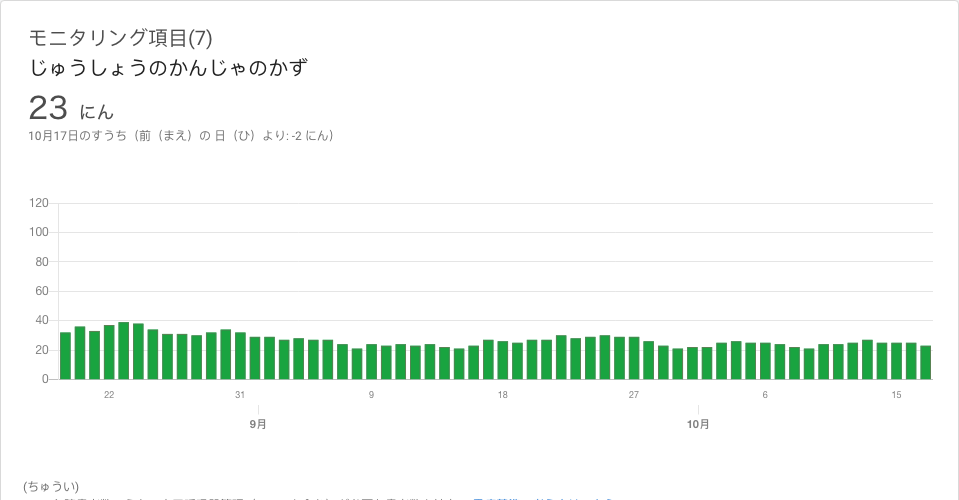 モニタリング項目(7)
じゅうしょうのかんじゃのかず
23 にん
10月17日のすうち（前（まえ）の 日（ひ）より: -2 にん）
120
100
80
60
40
20
0
22 31 9 18 27 6 15
9月 10月
(ちゅうい)